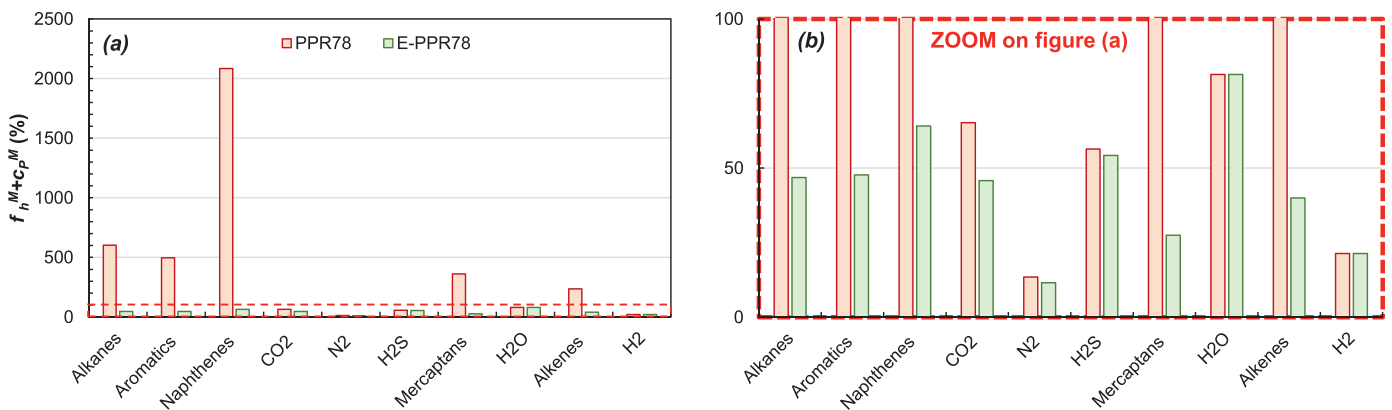 2500
2000
1500
1000
500
0
f h^M+c_P^M (%)
(a)
PPR78
E-PPR78
Alkanes
Aromatics
Naphthenes
CO2
N2
H2S
Mercaptans
H2O
Alkenes
H2
100
50
0
(b)
ZOOM on figure (a)
Alkanes
Aromatics
Naphthenes
CO2
N2
H2S
Mercaptans
H2O
Alkenes
H2